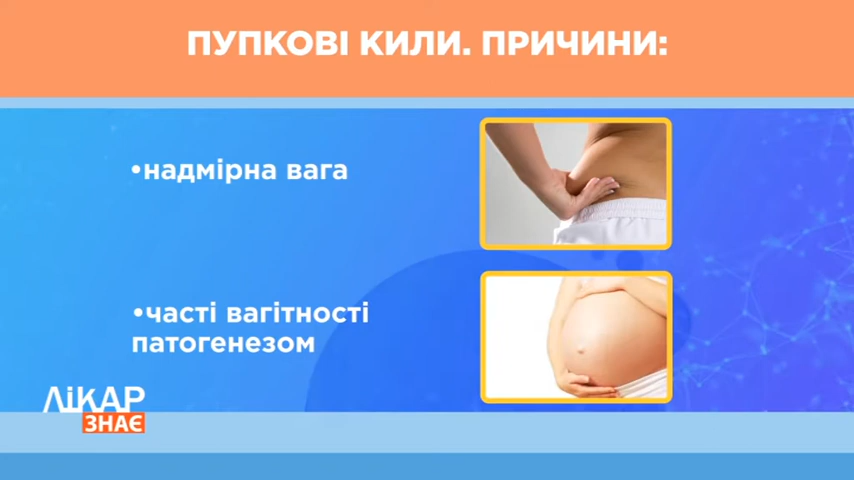 ПУПКОВІ КИЛИ. ПРИЧИНИ:
•надмірна вага
•часті вагітності
патогенезом
ЛіКАР
ЗНАЄ